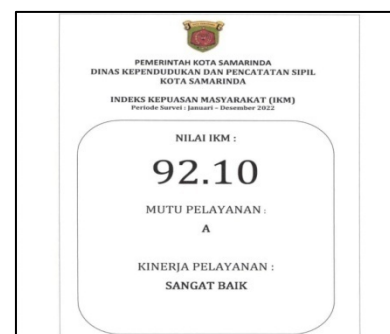 PEMERINTAH KOTA SAMARINDA
DINAS KEPENDUDUKAN DAN PENCATATAN SIPIL
KOTA SAMARINDA
INDEKS KEPUASAN MASYARAKAT (IKM)
Periode Survei : Januari – Desember 2022
NILAI IKM :
92.10
MUTU PELAYANAN :
A
KINERJA PELAYANAN :
SANGAT BAIK